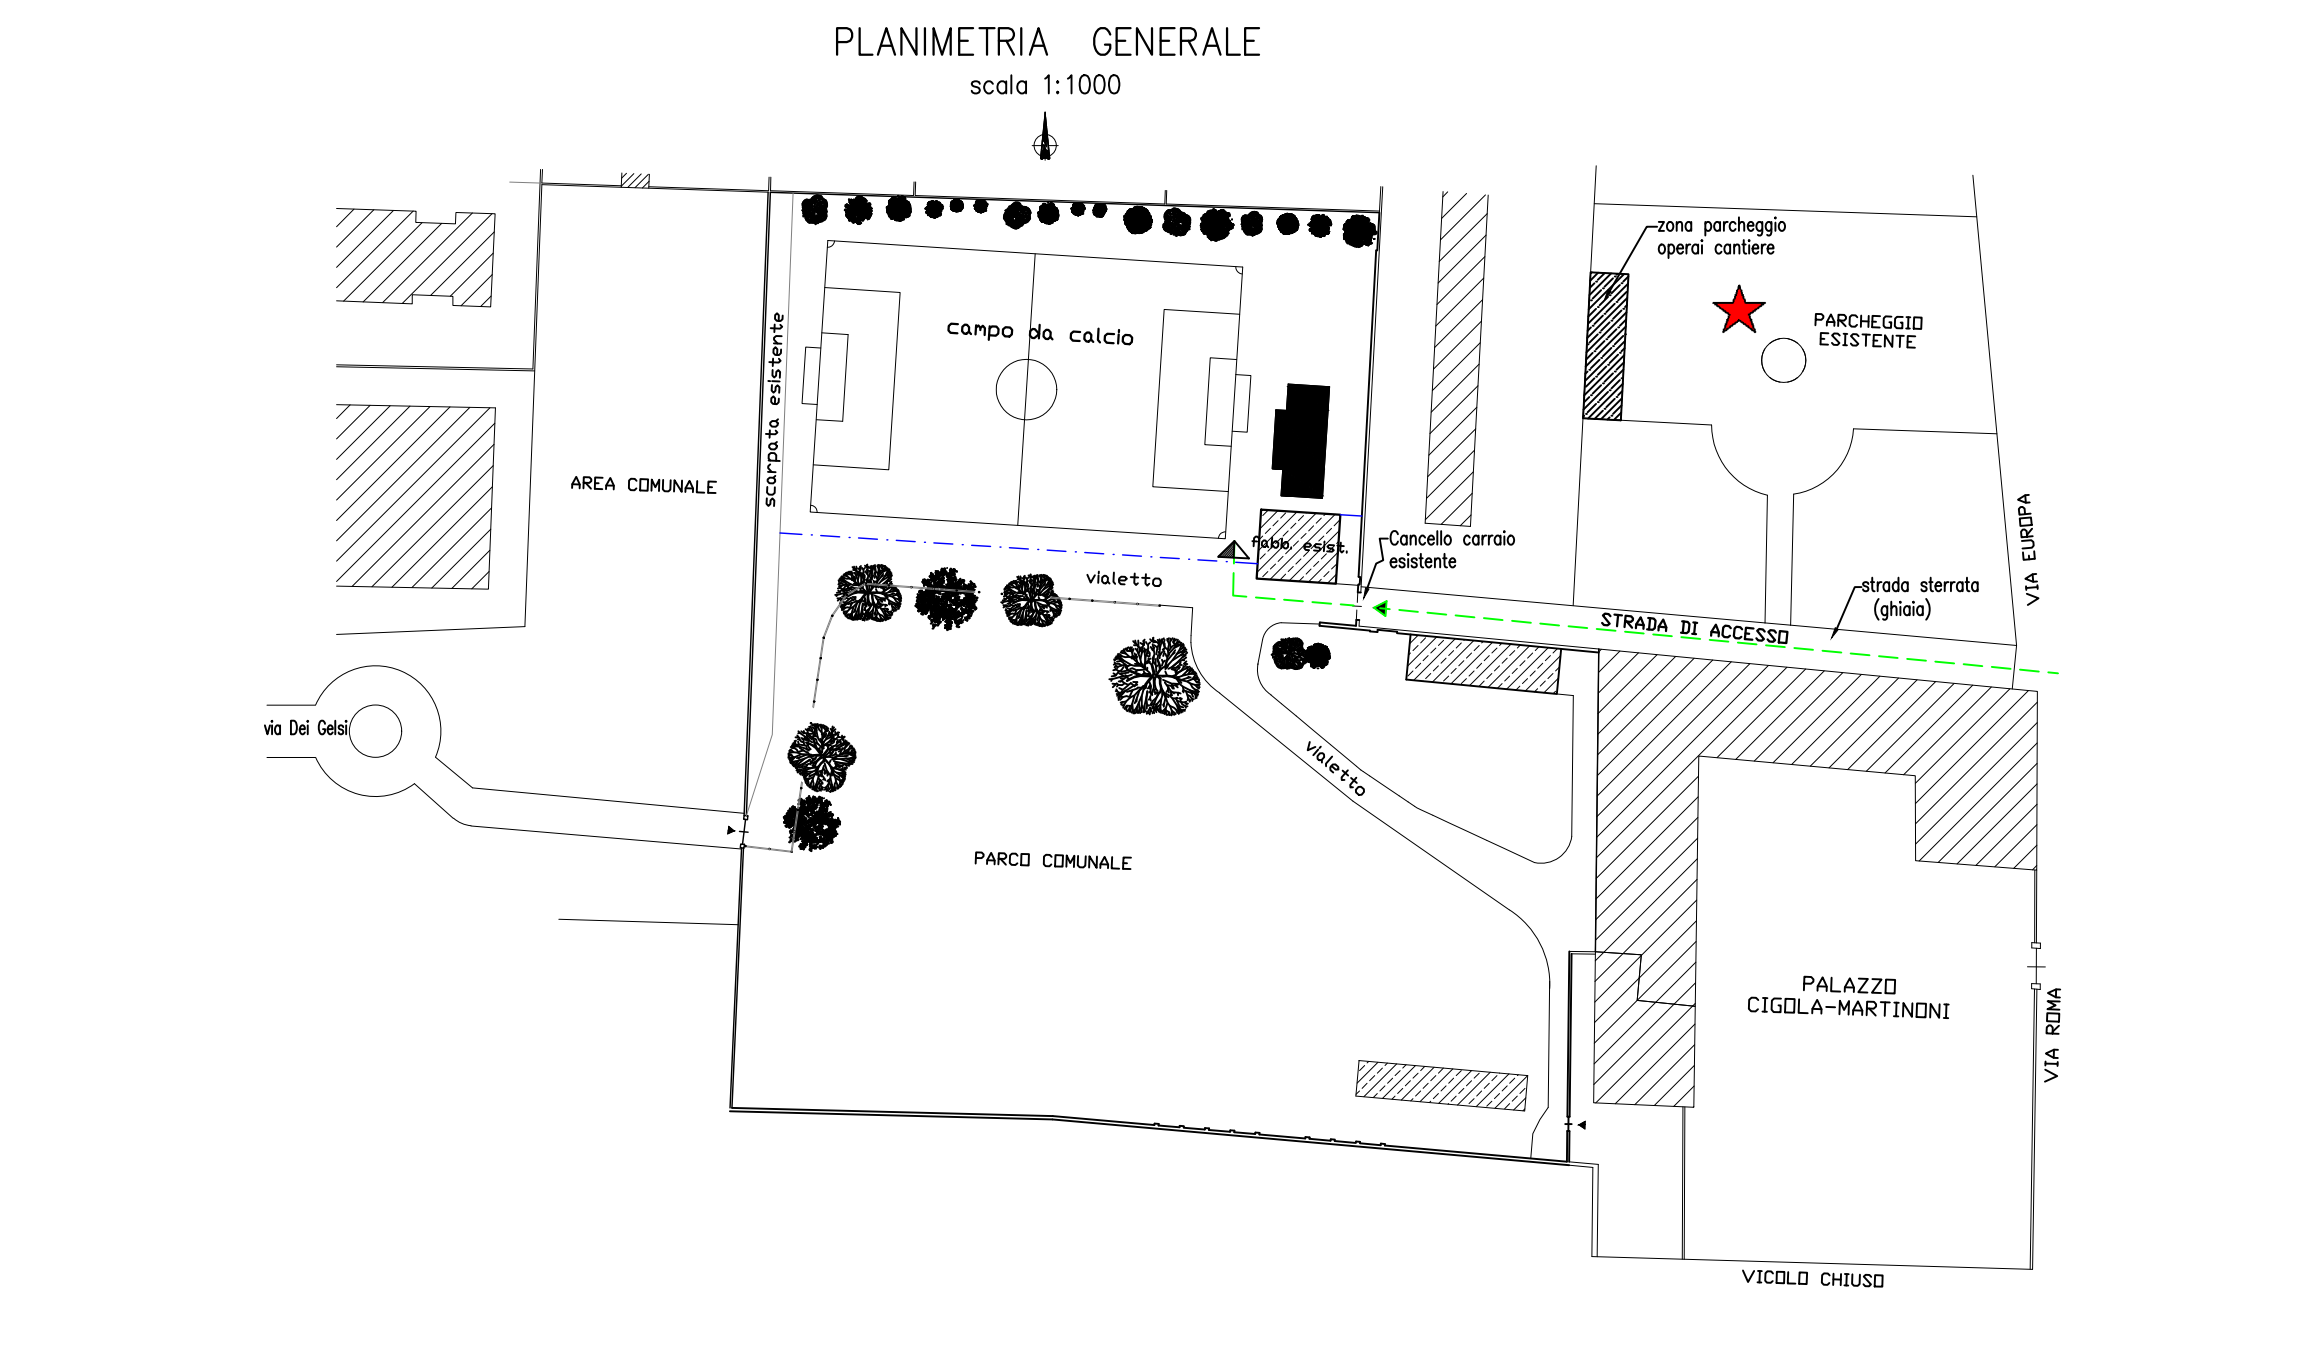 PLANIMETRIA GENERALE
scala 1:1000
zona parcheggio
operai cantiere
PARCHEGGIO
ESISTENTE
campo da calcio
scarpata esistente
AREA COMUNALE
fabb. esist.
Cancello carraio
esistente
vialetto
VIA EUROPA
strada sterrata
(ghiaia)
STRADA DI ACCESSO
via Dei Gelsi
vialetto
PARCO COMUNALE
PALAZZO
CIGOLA-MARTINONI
VIA ROMA
VICOLO CHIUSO